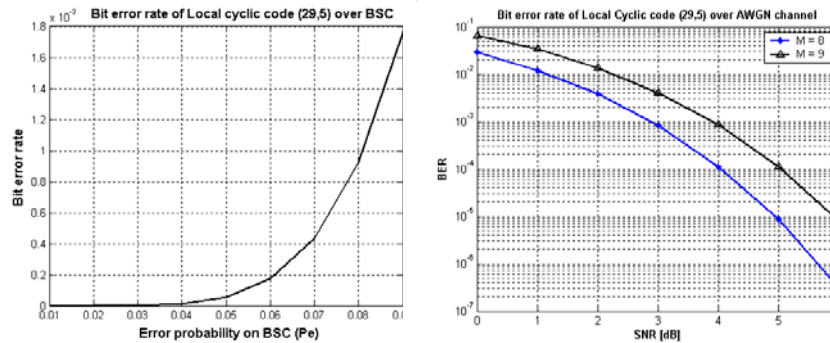 Bit error rate of Local cyclic code (29,5) over BSC
1.8 x 10
1.6
1.4
1.2
1
0.8
0.6
0.4
0.2
0
0.01 0.02 0.03 0.04 0.05 0.06 0.07 0.08 0.0
Bit error rate
Error probability on BSC (Pe)
Bit error rate of Local Cyclic code (29,5) over AWGN channel
M = 8
M = 9
10^-1
10^-2
10^-3
10^-4
10^-5
10^-6
10^-7
0 1 2 3 4 5
BER
SNR [dB]